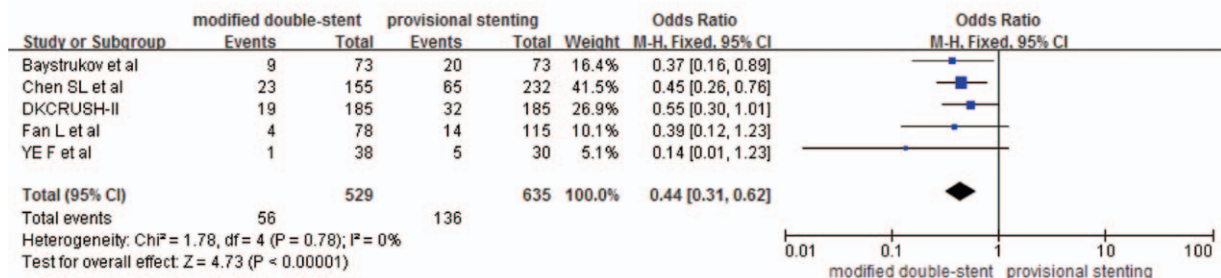 modified double-stent provisional stenting Odds Ratio Odds Ratio
Study or Subgroup Events Total Events Total Weight M-H, Fixed, 95% CI M-H, Fixed, 95% CI
Baystrukov et al 9 73 20 73 16.4% 0.37 [0.16, 0.89]
Chen SL et al 23 155 65 232 41.5% 0.45 [0.26, 0.76]
DKCRUSH-II 19 185 32 185 26.9% 0.55 [0.30, 1.01]
Fan L et al 4 78 14 115 10.1% 0.39 [0.12, 1.23]
YE F et al 1 38 5 30 5.1% 0.14 [0.01, 1.23]
Total (95% CI) 529 635 100.0% 0.44 [0.31, 0.62]
Total events 56 136
Heterogeneity: Chi² = 1.78, df = 4 (P = 0.78); I² = 0%
Test for overall effect: Z = 4.73 (P < 0.00001)
0.01 0.1 1 10 100
modified double-stent provisional stenting